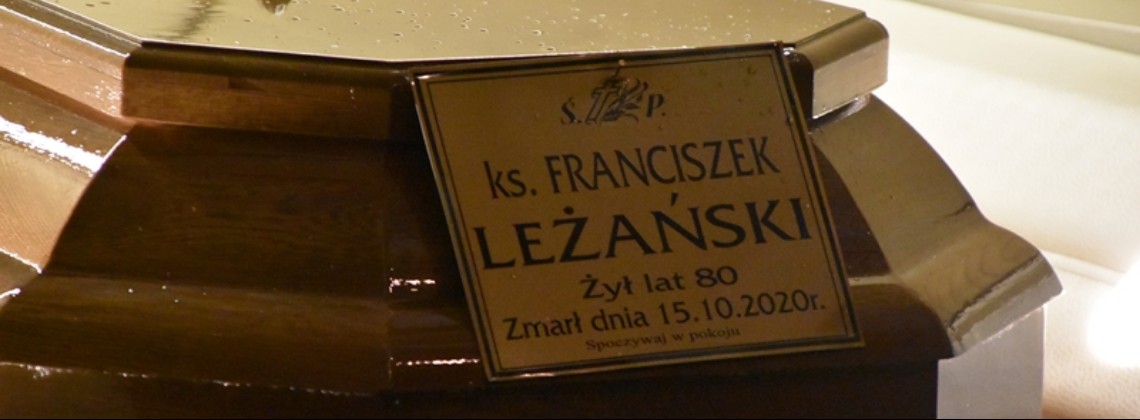 Ś. P.
ks. FRANCISZEK
LEŻAŃSKI
Żył lat 80
Zmarł dnia 15.10.2020r.
Spoczywaj w pokoju